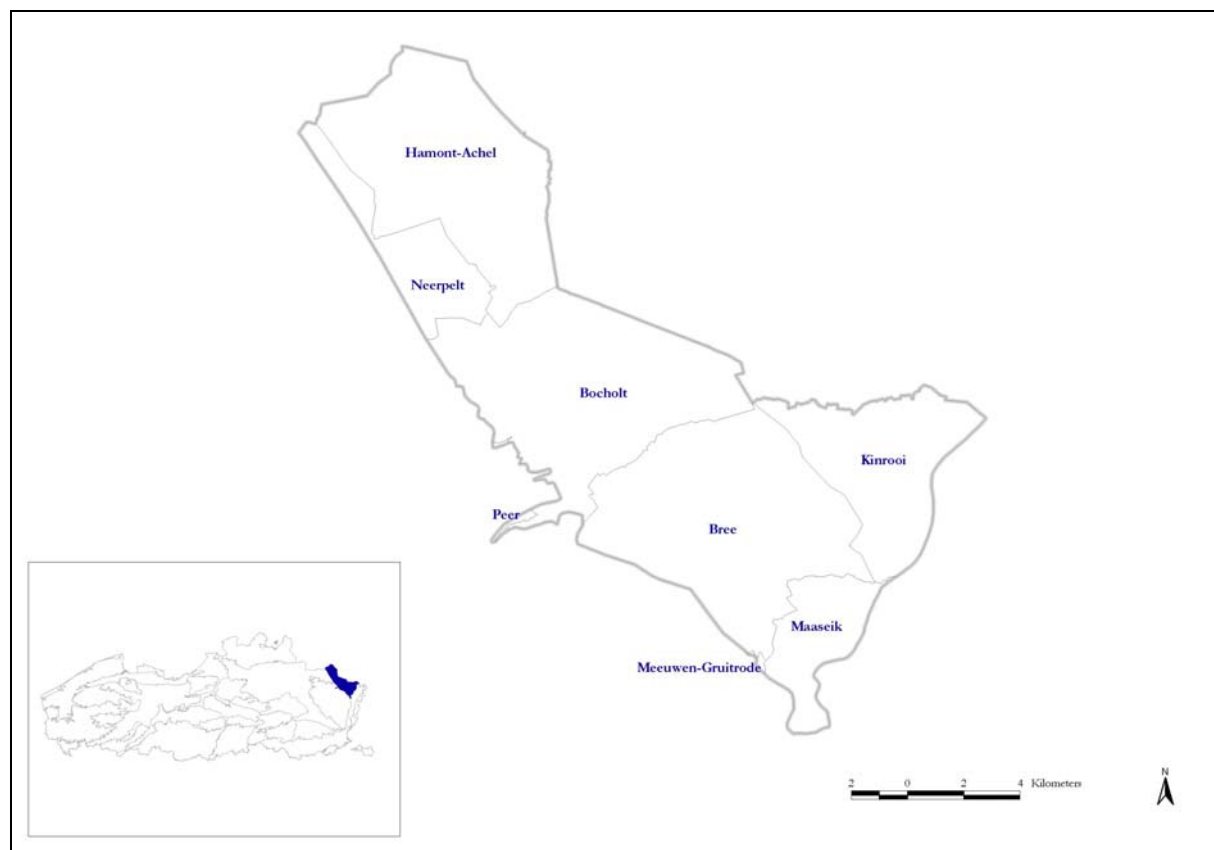 Hamont-Achel
Neerpelt
Bocholt
Kinrooi
Peer
Bree
Maaseik
Meeuwen-Gruitrode
N
2 0 2 4 Kilometers